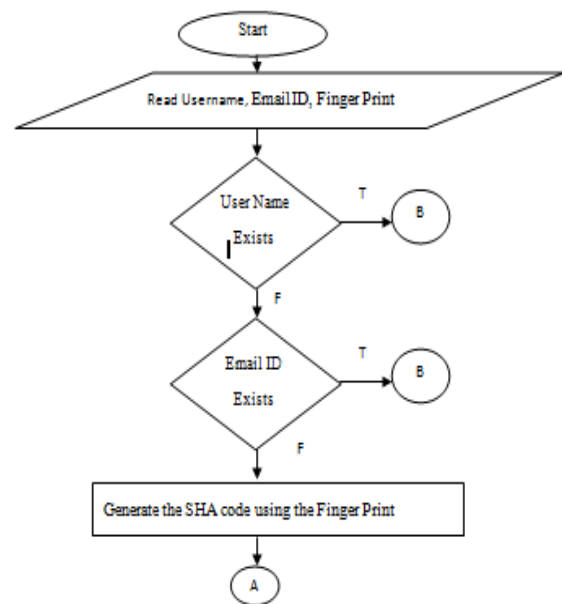 Start
Read Username, Email ID, Finger Print
User Name
Exists
T
B
F
Email ID
Exists
T
B
F
Generate the SHA code using the Finger Print
A